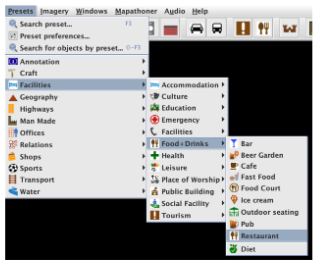 Presets Imagery Windows Mapathoner Audio Help
Search preset... F3
Preset preferences...
Search for objects by preset...
Annotation
Craft
Facilities
Geography
Highways
Man Made
Offices
Relations
Shops
Sports
Transport
Water
Accommodation
Culture
Education
Emergency
Facilities
Food+Drinks
Health
Leisure
Place of Worship
Public Building
Social Facility
Tourism
Bar
Beer Garden
Cafe
Fast Food
Food Court
Ice cream
Outdoor seating
Pub
Restaurant
Diet